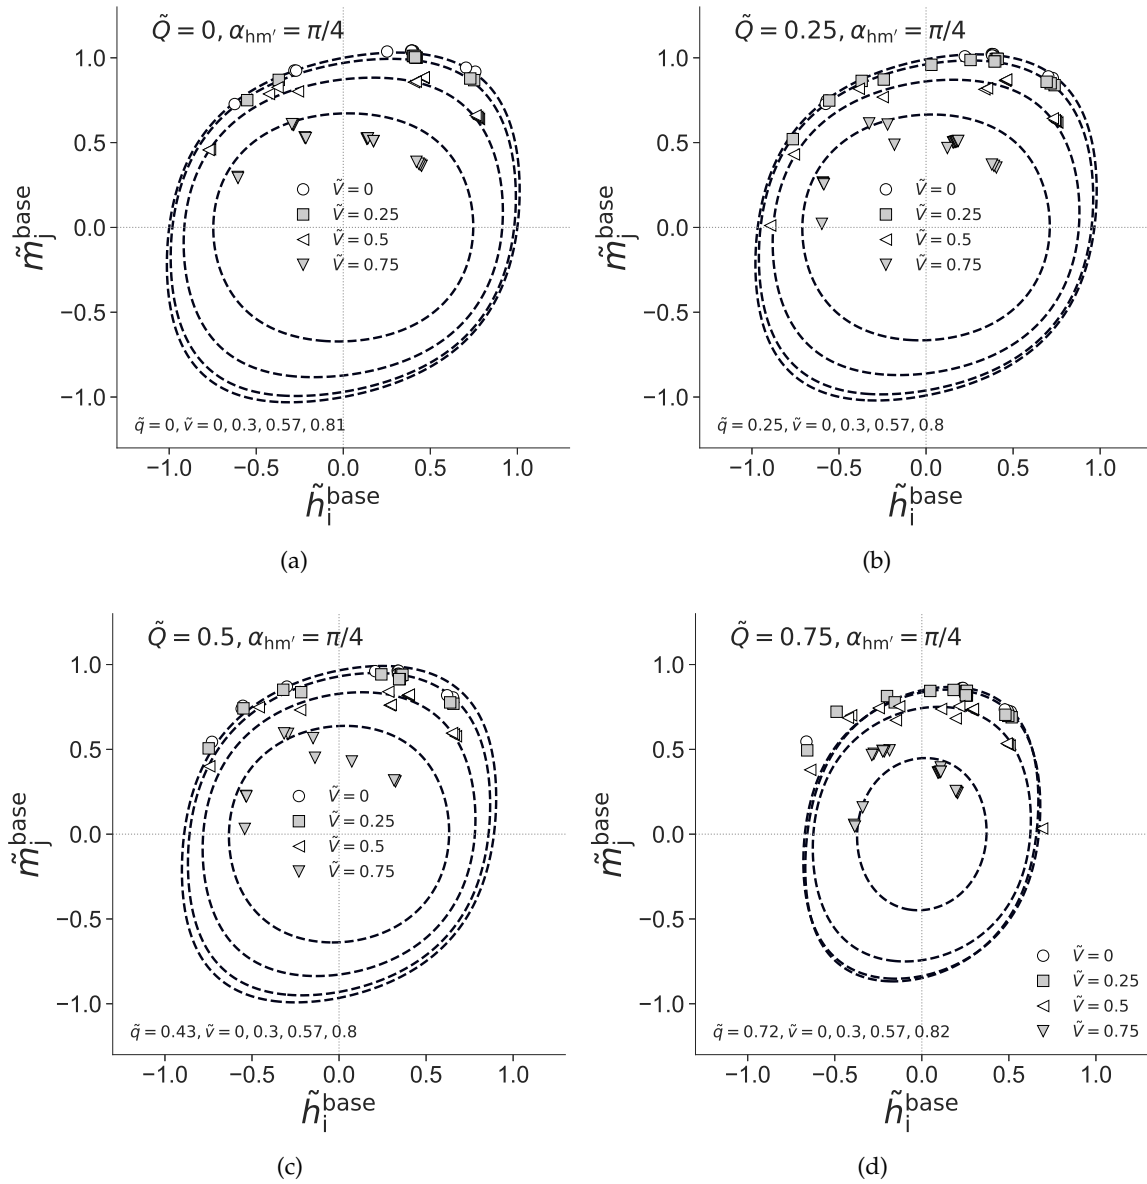 Q̃ = 0, α_hm′ = π/4
1.0
0.5
0.0
−0.5
−1.0
m̃_j^base
Ṽ = 0
Ṽ = 0.25
Ṽ = 0.5
Ṽ = 0.75
q̃ = 0, ṽ = 0, 0.3, 0.57, 0.81
−1.0 −0.5 0.0 0.5 1.0
h̃_i^base
(a)
Q̃ = 0.25, α_hm′ = π/4
1.0
0.5
0.0
−0.5
−1.0
m̃_j^base
Ṽ = 0
Ṽ = 0.25
Ṽ = 0.5
Ṽ = 0.75
q̃ = 0.25, ṽ = 0, 0.3, 0.57, 0.8
−1.0 −0.5 0.0 0.5 1.0
h̃_i^base
(b)
Q̃ = 0.5, α_hm′ = π/4
1.0
0.5
0.0
−0.5
−1.0
m̃_j^base
Ṽ = 0
Ṽ = 0.25
Ṽ = 0.5
Ṽ = 0.75
q̃ = 0.43, ṽ = 0, 0.3, 0.57, 0.8
−1.0 −0.5 0.0 0.5 1.0
h̃_i^base
(c)
Q̃ = 0.75, α_hm′ = π/4
1.0
0.5
0.0
−0.5
−1.0
m̃_j^base
Ṽ = 0
Ṽ = 0.25
Ṽ = 0.5
Ṽ = 0.75
q̃ = 0.72, ṽ = 0, 0.3, 0.57, 0.82
−1.0 −0.5 0.0 0.5 1.0
h̃_i^base
(d)